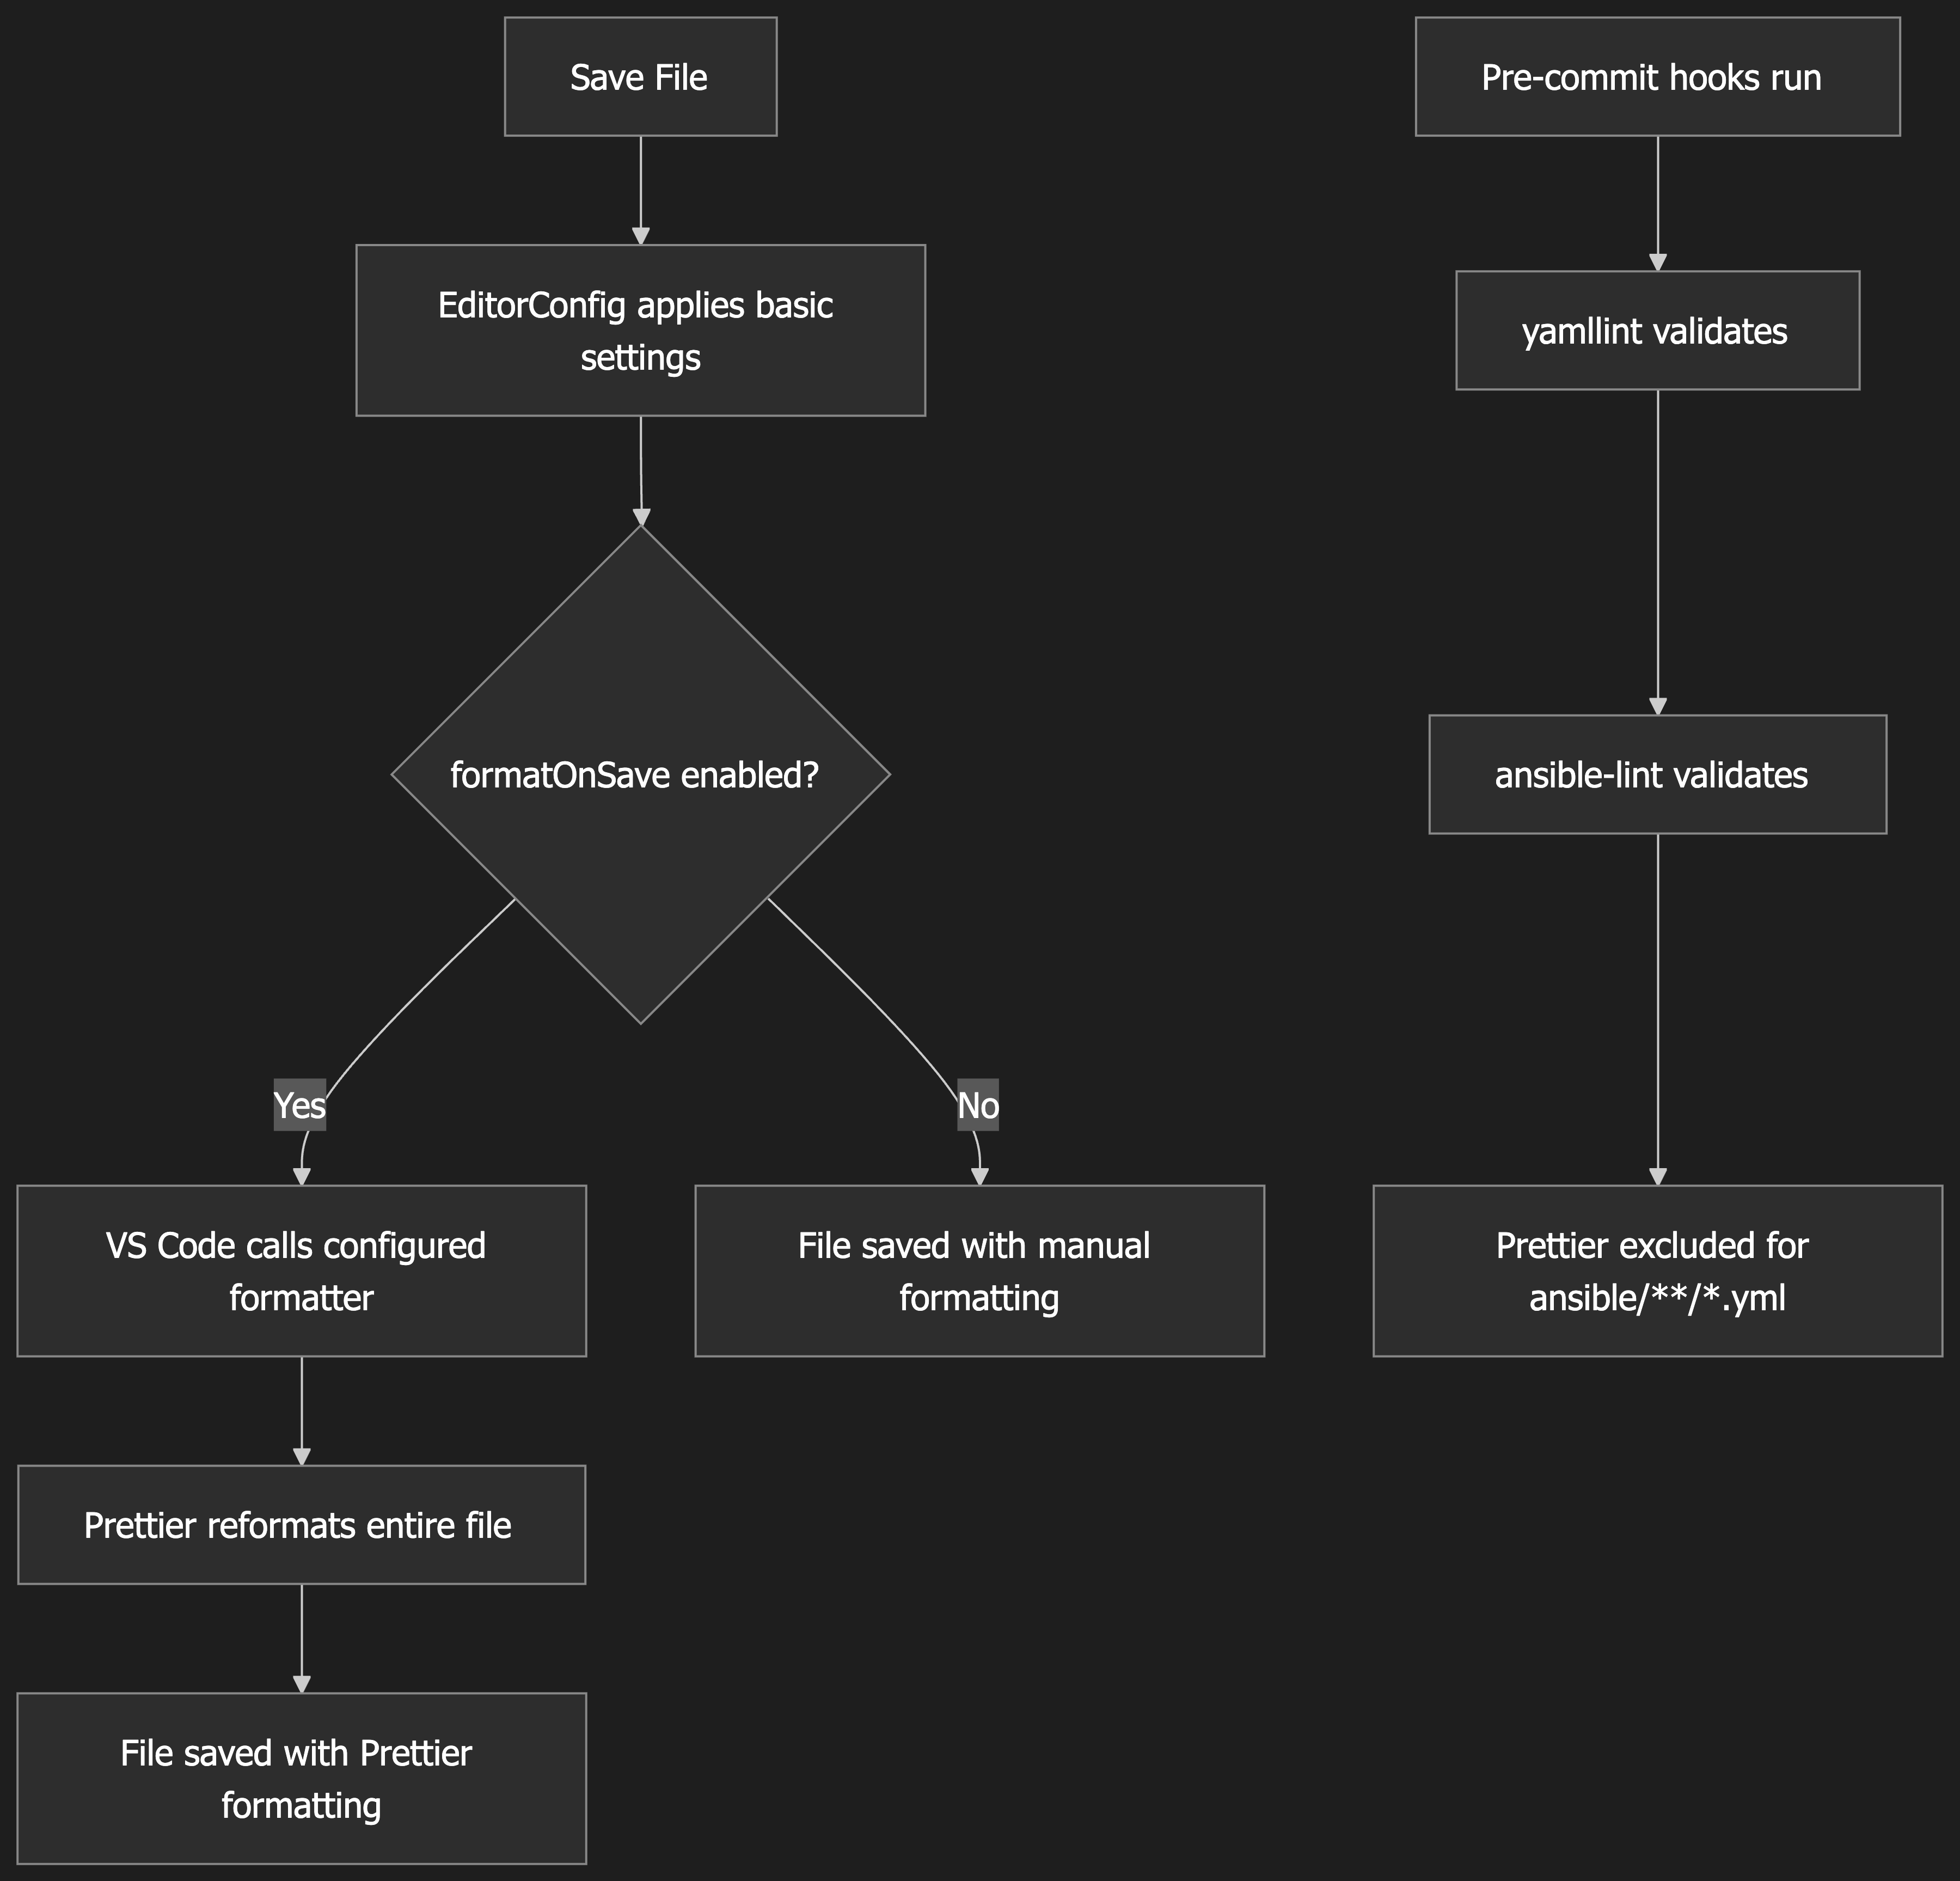 Save File
EditorConfig applies basic
settings
formatOnSave enabled?
Yes
No
VS Code calls configured
formatter
File saved with manual
formatting
Prettier reformats entire file
File saved with Prettier
formatting
Pre-commit hooks run
yamllint validates
ansible-lint validates
Prettier excluded for
ansible/**/*.yml